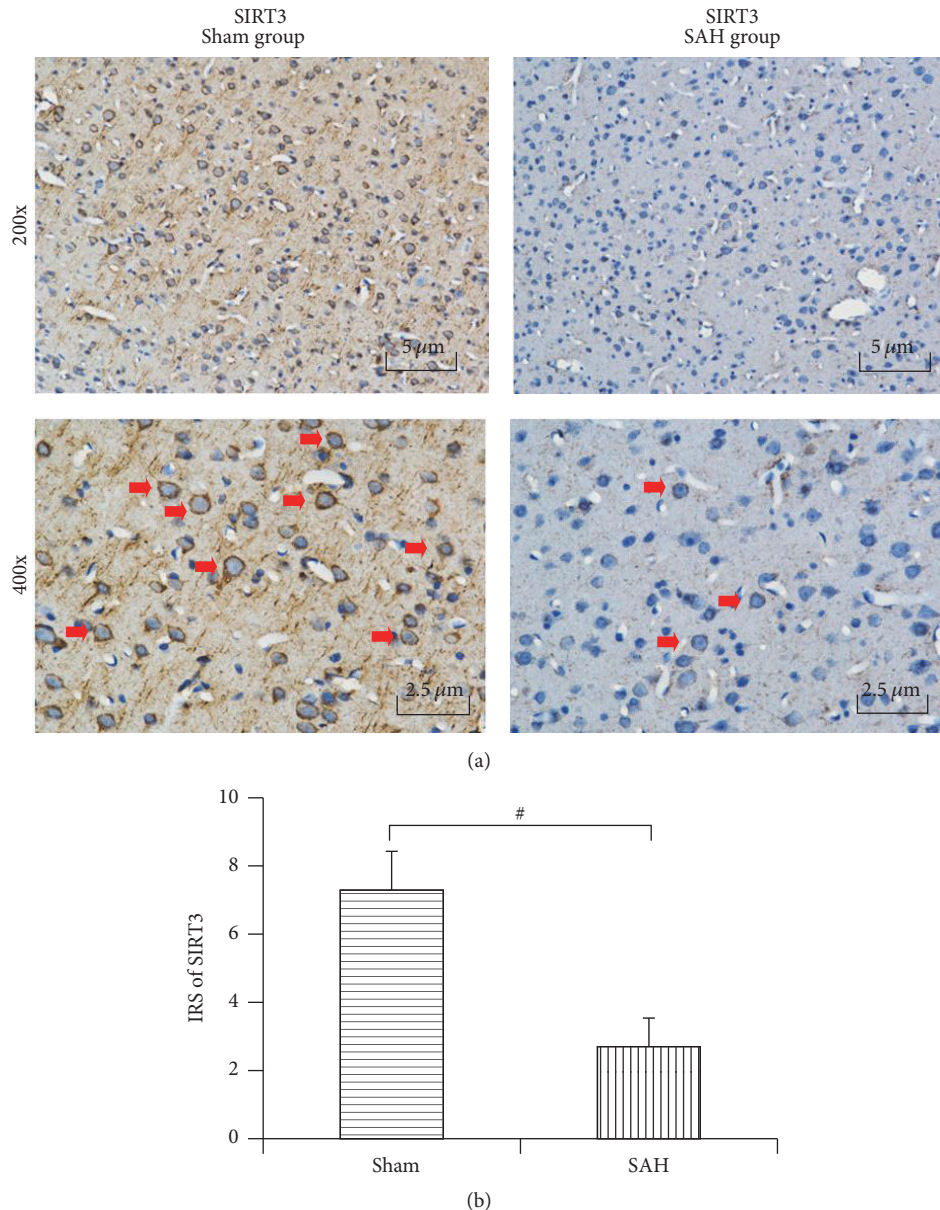 SIRT3
Sham group
SIRT3
SAH group
200x
5 μm
5 μm
400x
2.5 μm
2.5 μm
(a)
10
8
6
4
2
0
IRS of SIRT3
#
Sham
SAH
(b)